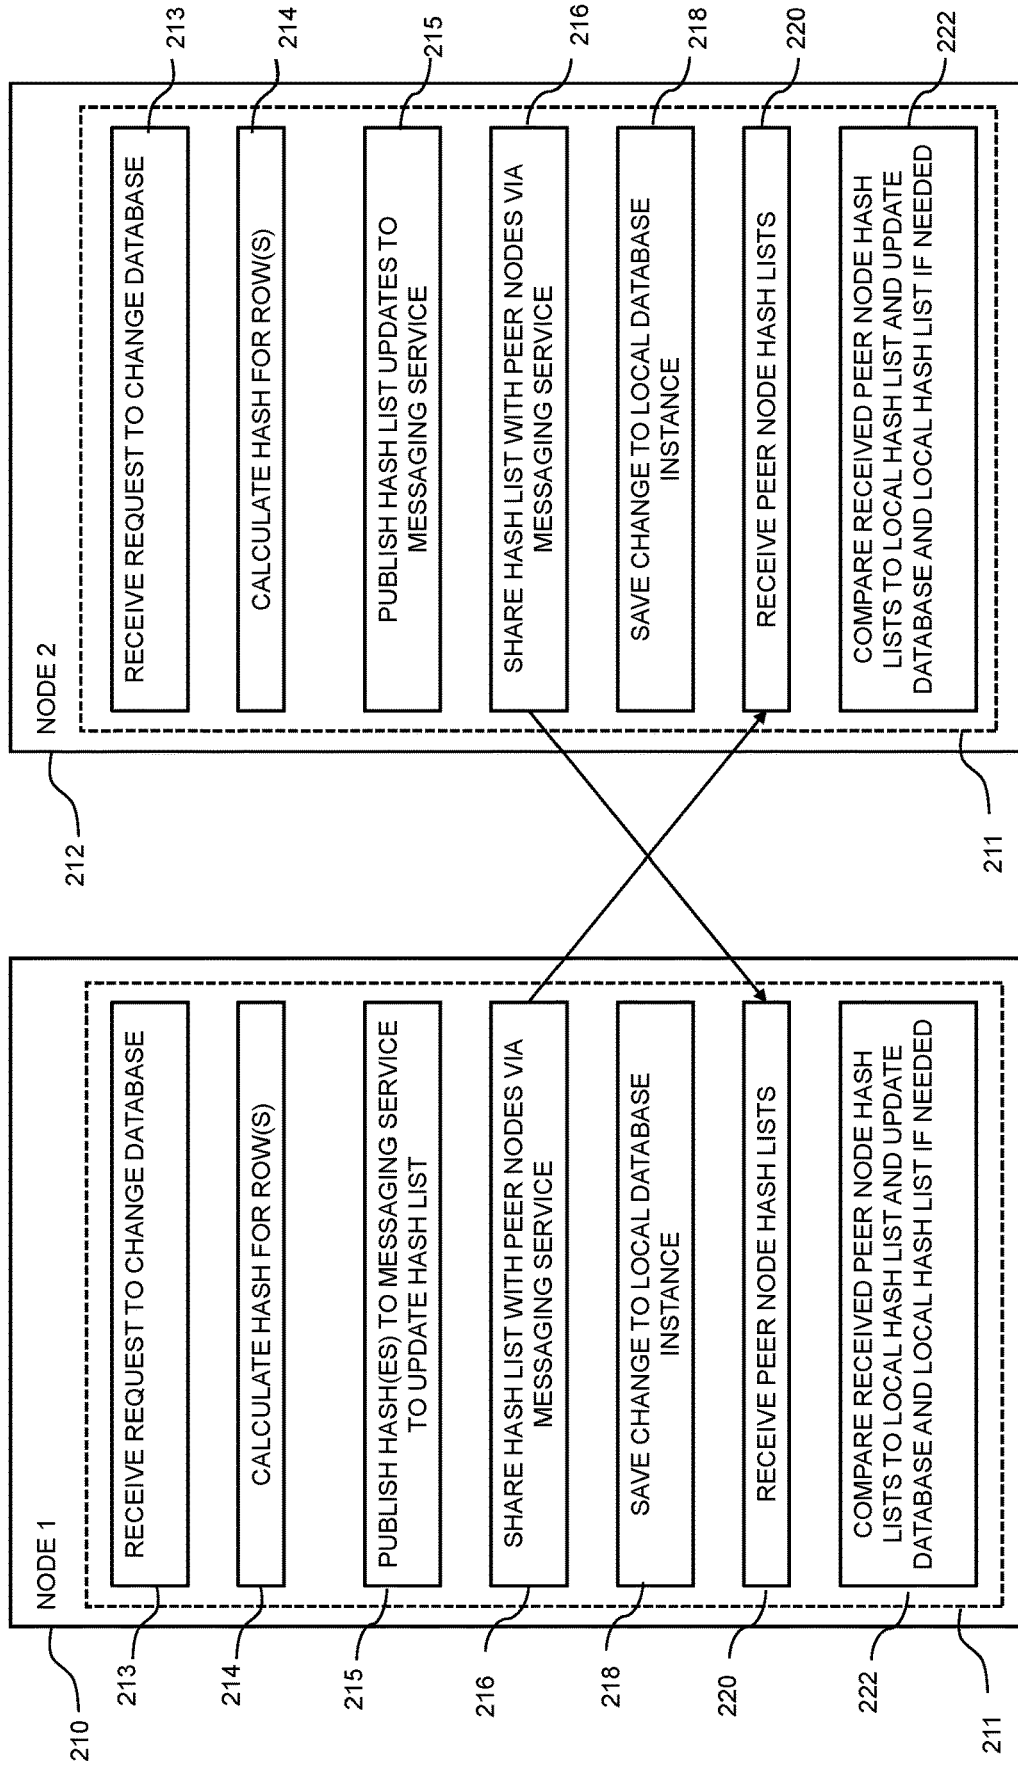 NODE 1
RECEIVE REQUEST TO CHANGE DATABASE
CALCULATE HASH FOR ROW(S)
PUBLISH HASH(ES) TO MESSAGING SERVICE
TO UPDATE HASH LIST
SHARE HASH LIST WITH PEER NODES VIA
MESSAGING SERVICE
SAVE CHANGE TO LOCAL DATABASE
INSTANCE
RECEIVE PEER NODE HASH LISTS
COMPARE RECEIVED PEER NODE HASH
LISTS TO LOCAL HASH LIST AND UPDATE
DATABASE AND LOCAL HASH LIST IF NEEDED
210
213
214
215
216
218
220
222
211
NODE 2
RECEIVE REQUEST TO CHANGE DATABASE
CALCULATE HASH FOR ROW(S)
PUBLISH HASH LIST UPDATES TO
MESSAGING SERVICE
SHARE HASH LIST WITH PEER NODES VIA
MESSAGING SERVICE
SAVE CHANGE TO LOCAL DATABASE
INSTANCE
RECEIVE PEER NODE HASH LISTS
COMPARE RECEIVED PEER NODE HASH
LISTS TO LOCAL HASH LIST AND UPDATE
DATABASE AND LOCAL HASH LIST IF NEEDED
212
213
214
215
216
218
220
222
211